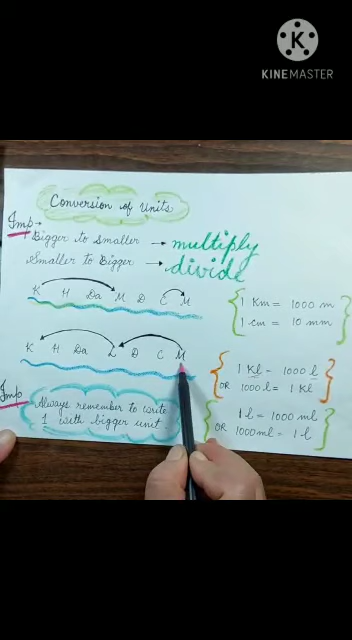 K
KINEMASTER
Conversion of Units
Imp→
Bigger to Smaller → multiply
Smaller to Bigger → divide
K H Da M D C M
1 Km = 1000 m
1 cm = 10 mm
K H Da L D C M
1 Kl = 1000 l
OR 1000 l = 1 Kl
Imp
Always remember to write
1 with bigger unit
1 l = 1000 ml
OR 1000 ml = 1 l